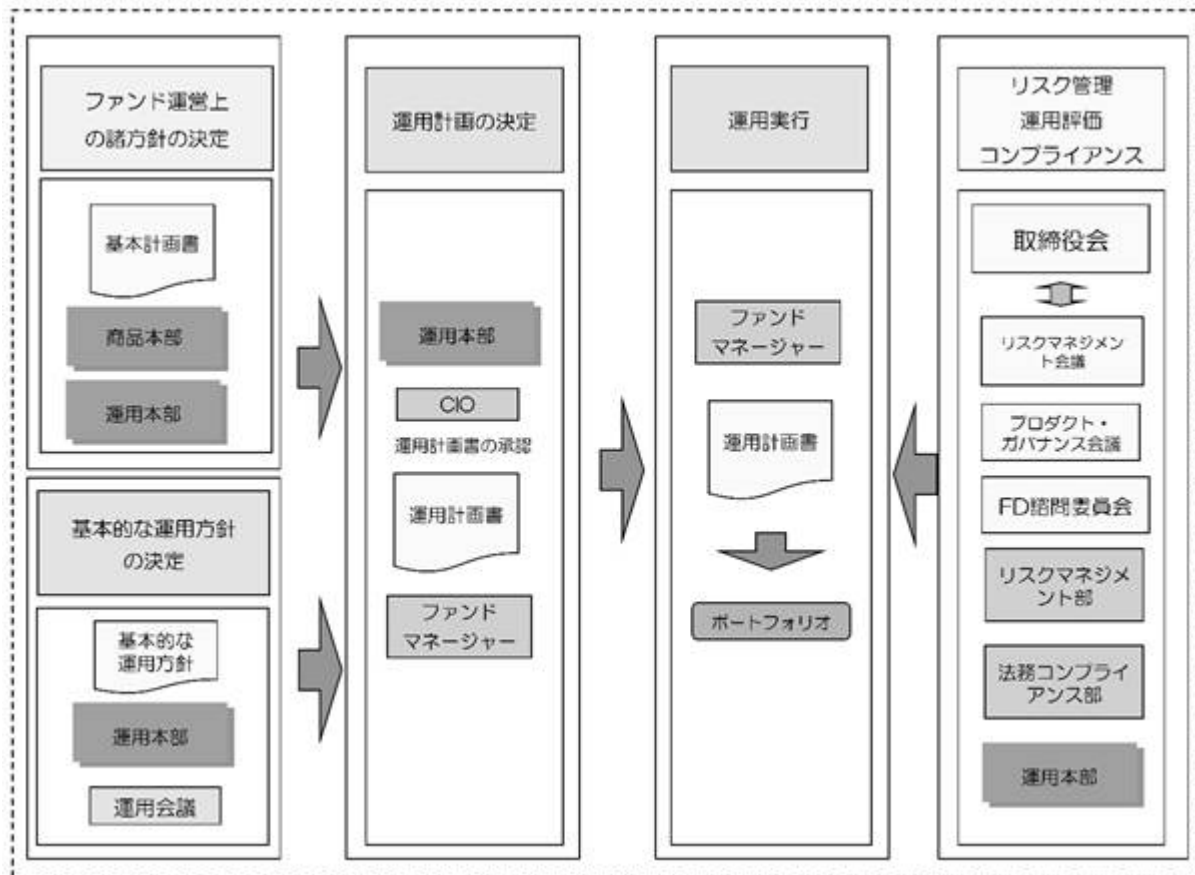 ファンド運営上
の諸方針の決定
基本計画書
商品本部
運用本部
基本的な運用方針
の決定
基本的な
運用方針
運用本部
運用会議
運用計画の決定
運用本部
CIO
運用計画書の承認
運用計画書
ファンド
マネージャー
運用実行
ファンド
マネージャー
運用計画書
ポートフォリオ
リスク管理
運用評価
コンプライアンス
取締役会
リスクマネジメン
ト会議
プロダクト・
ガバナンス会議
FD諮問委員会
リスクマネジメ
ント部
法務コンプライ
アンス部
運用本部